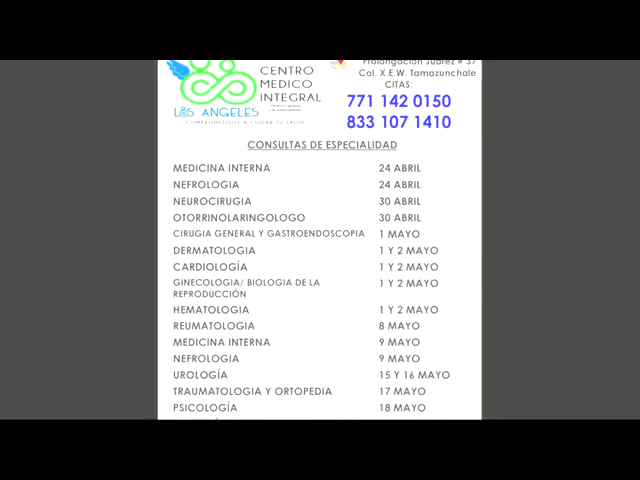 Prolongación Juárez # 37
Col. X.E.W. Tamazunchale
CITAS:
771 142 0150
833 107 1410
CENTRO
MEDICO
INTEGRAL
LOS ANGELES
COMPROMETIDOS A CUIDAR TU SALUD
CONSULTAS DE ESPECIALIDAD
MEDICINA INTERNA 24 ABRIL
NEFROLOGIA 24 ABRIL
NEUROCIRUGIA 30 ABRIL
OTORRINOLARINGOLOGO 30 ABRIL
CIRUGIA GENERAL Y GASTROENDOSCOPIA 1 MAYO
DERMATOLOGIA 1 Y 2 MAYO
CARDIOLOGÍA 1 Y 2 MAYO
GINECOLOGIA/ BIOLOGIA DE LA 1 Y 2 MAYO
REPRODUCCIÓN
HEMATOLOGIA 1 Y 2 MAYO
REUMATOLOGIA 8 MAYO
MEDICINA INTERNA 9 MAYO
NEFROLOGIA 9 MAYO
UROLOGÍA 15 Y 16 MAYO
TRAUMATOLOGIA Y ORTOPEDIA 17 MAYO
PSICOLOGÍA 18 MAYO